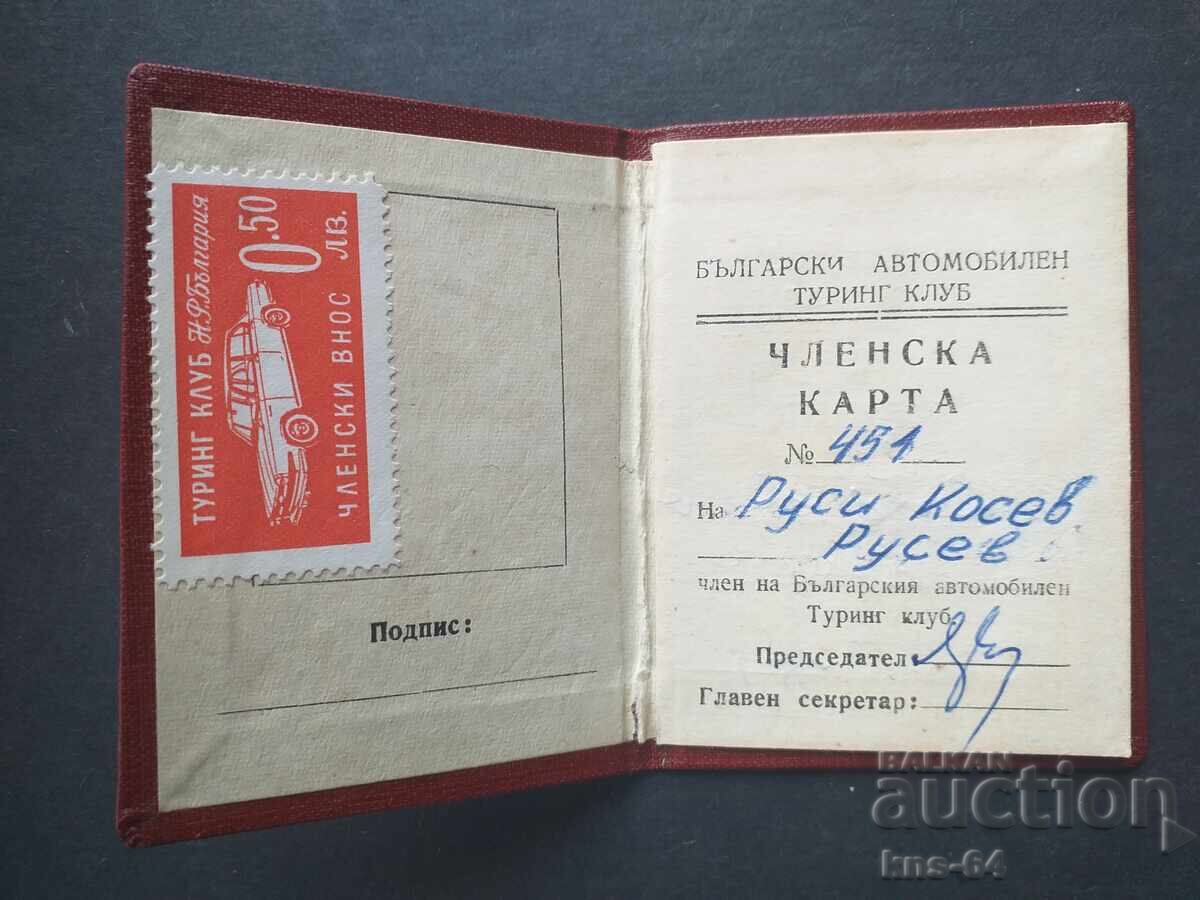 ТУРИНГ КЛУБ Н.Р.България
0.50
ЧЛЕНСКИ ВНОС ЛВ.
Подпис:
БЪЛГАРСКИ АВТОМОБИЛЕН
ТУРИНГ КЛУБ
ЧЛЕНСКА
КАРТА
№ 451
На Руси Косев
Русев
член на Българския автомобилен
Туринг клуб.
Председател:
Главен секретар:
BALKAN
auction
kns-64